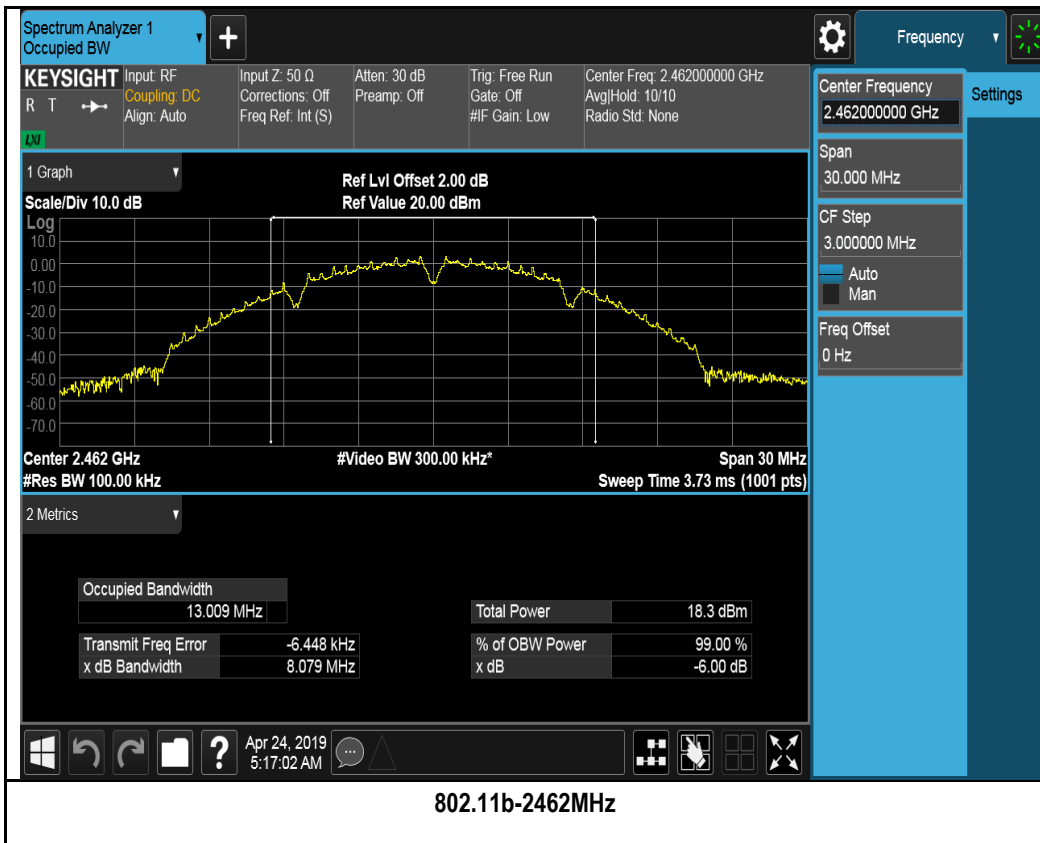 Spectrum Analyzer 1
Occupied BW
+
Frequency
KEYSIGHT
R T
LXI
Input: RF
Coupling: DC
Align: Auto
Input Z: 50 Ω
Corrections: Off
Freq Ref: Int (S)
Atten: 30 dB
Preamp: Off
Trig: Free Run
Gate: Off
#IF Gain: Low
Center Freq: 2.462000000 GHz
Avg|Hold: 10/10
Radio Std: None
Center Frequency
2.462000000 GHz
Settings
Span
30.000 MHz
CF Step
3.000000 MHz
Auto
Man
Freq Offset
0 Hz
1 Graph
Scale/Div 10.0 dB
Ref Lvl Offset 2.00 dB
Ref Value 20.00 dBm
Log
10.0
0.00
-10.0
-20.0
-30.0
-40.0
-50.0
-60.0
-70.0
Center 2.462 GHz
#Video BW 300.00 kHz*
Span 30 MHz
#Res BW 100.00 kHz
Sweep Time 3.73 ms (1001 pts)
2 Metrics
Occupied Bandwidth
13.009 MHz
Total Power 18.3 dBm
Transmit Freq Error -6.448 kHz
% of OBW Power 99.00 %
x dB Bandwidth 8.079 MHz
x dB -6.00 dB
?
Apr 24, 2019
5:17:02 AM
802.11b-2462MHz